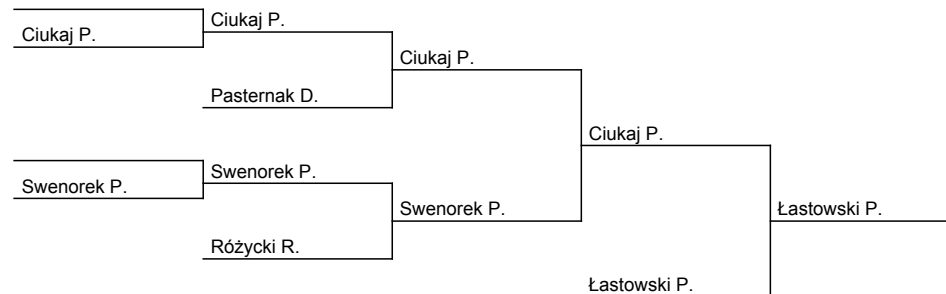 Ciukaj P.
Ciukaj P.
Ciukaj P.
Pasternak D.
Ciukaj P.
Swenorek P.
Swenorek P.
Swenorek P.
Łastowski P.
Różycki R.
Łastowski P.